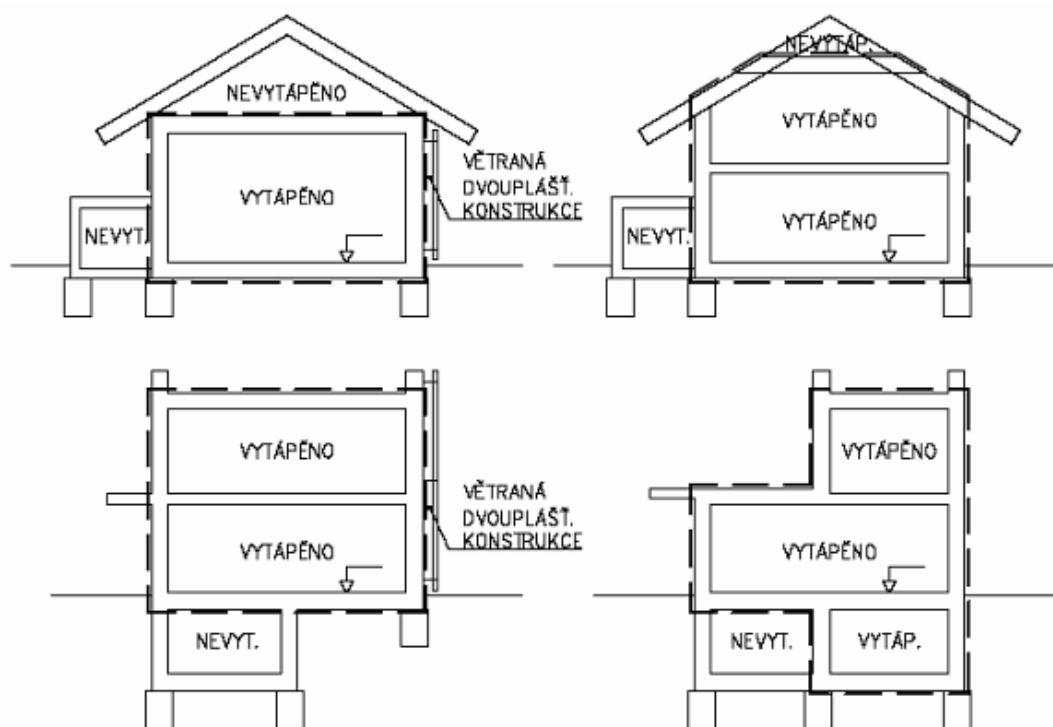 NEVYTÁPĚNO
VYTÁPĚNO
NEVYT.
VĚTRANÁ
DVOUPLÁŠŤ.
KONSTRUKCE
NEVYTÁP.
VYTÁPĚNO
VYTÁPĚNO
NEVYT.
VYTÁPĚNO
VYTÁPĚNO
NEVYT.
VĚTRANÁ
DVOUPLÁŠŤ.
KONSTRUKCE
VYTÁPĚNO
VYTÁPĚNO
NEVYT.
VYTÁP.